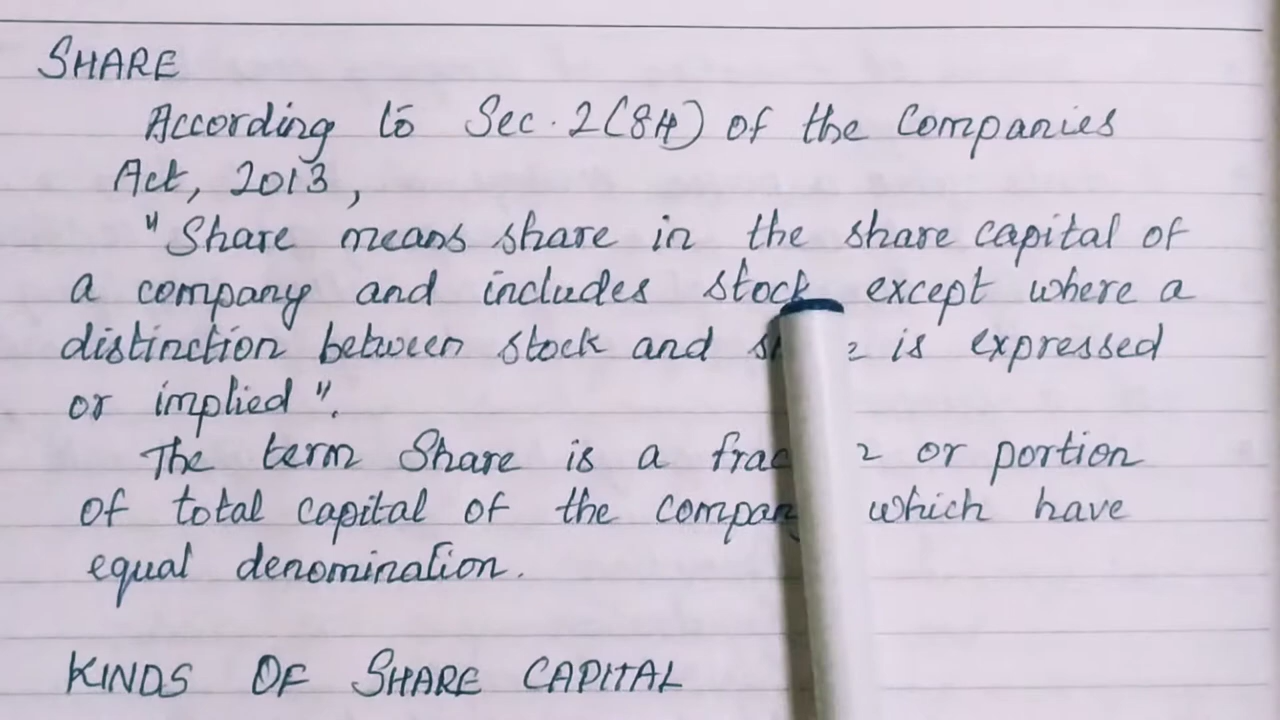 SHARE
According to Sec. 2(84) of the Companies
Act, 2013,
"Share means share in the share capital of
a company and includes stock except where a
distinction between stock and is expressed
or implied".
The term Share is a or portion
of total capital of the company which have
equal denomination.
KINDS OF SHARE CAPITAL